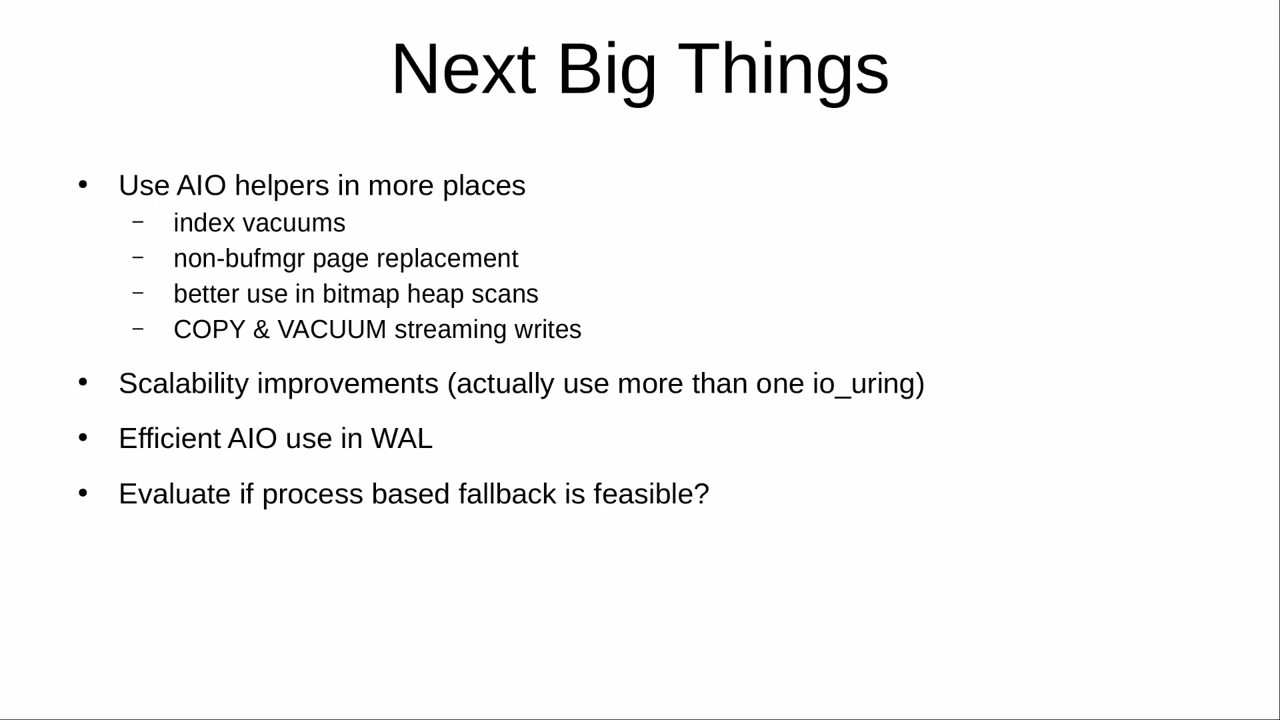 Next Big Things
• Use AIO helpers in more places
– index vacuums
– non-bufmgr page replacement
– better use in bitmap heap scans
– COPY & VACUUM streaming writes
• Scalability improvements (actually use more than one io_uring)
• Efficient AIO use in WAL
• Evaluate if process based fallback is feasible?